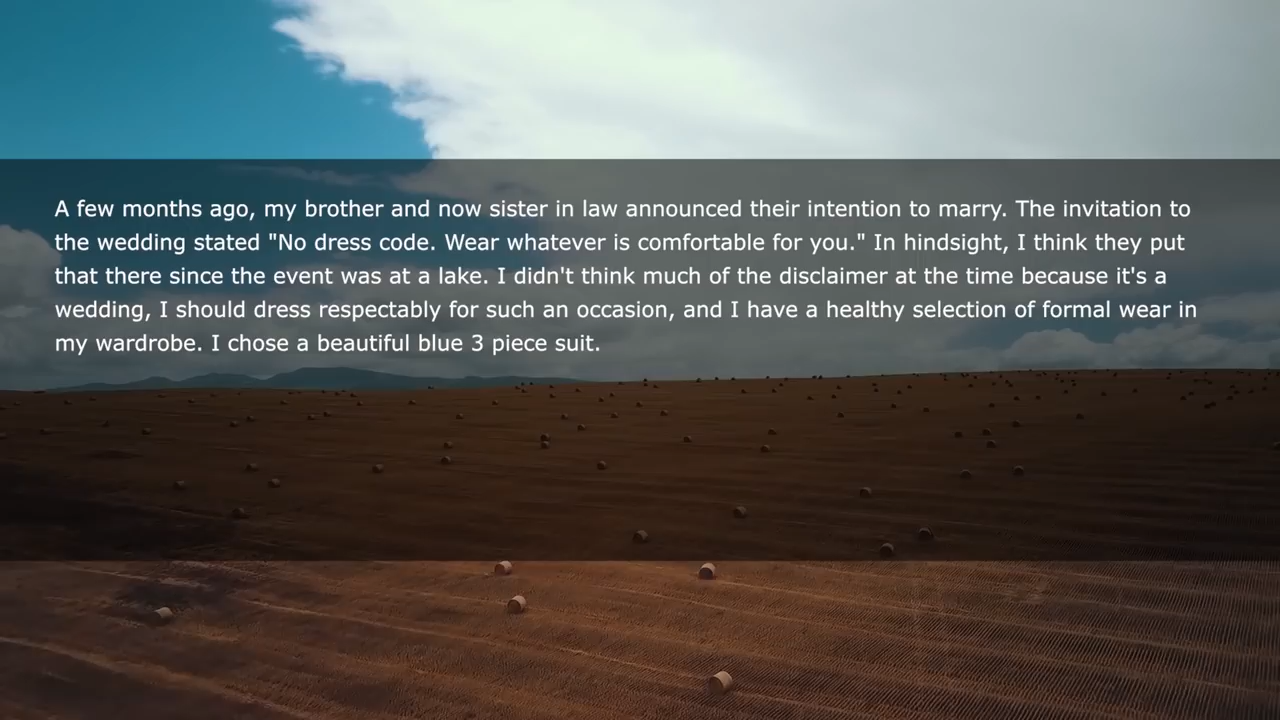 A few months ago, my brother and now sister in law announced their intention to marry. The invitation to
the wedding stated "No dress code. Wear whatever is comfortable for you." In hindsight, I think they put
that there since the event was at a lake. I didn't think much of the disclaimer at the time because it's a
wedding, I should dress respectably for such an occasion, and I have a healthy selection of formal wear in
my wardrobe. I chose a beautiful blue 3 piece suit.